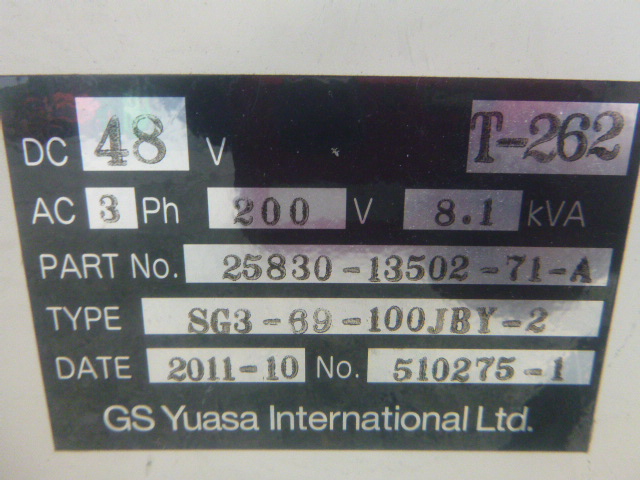 DC 48 V T-262
AC 3 Ph 200 V 8.1 kVA
PART No. 25830-13502-71-A
TYPE SG3-69-100JBY-2
DATE 2011-10 No. 510275-1
GS Yuasa International Ltd.